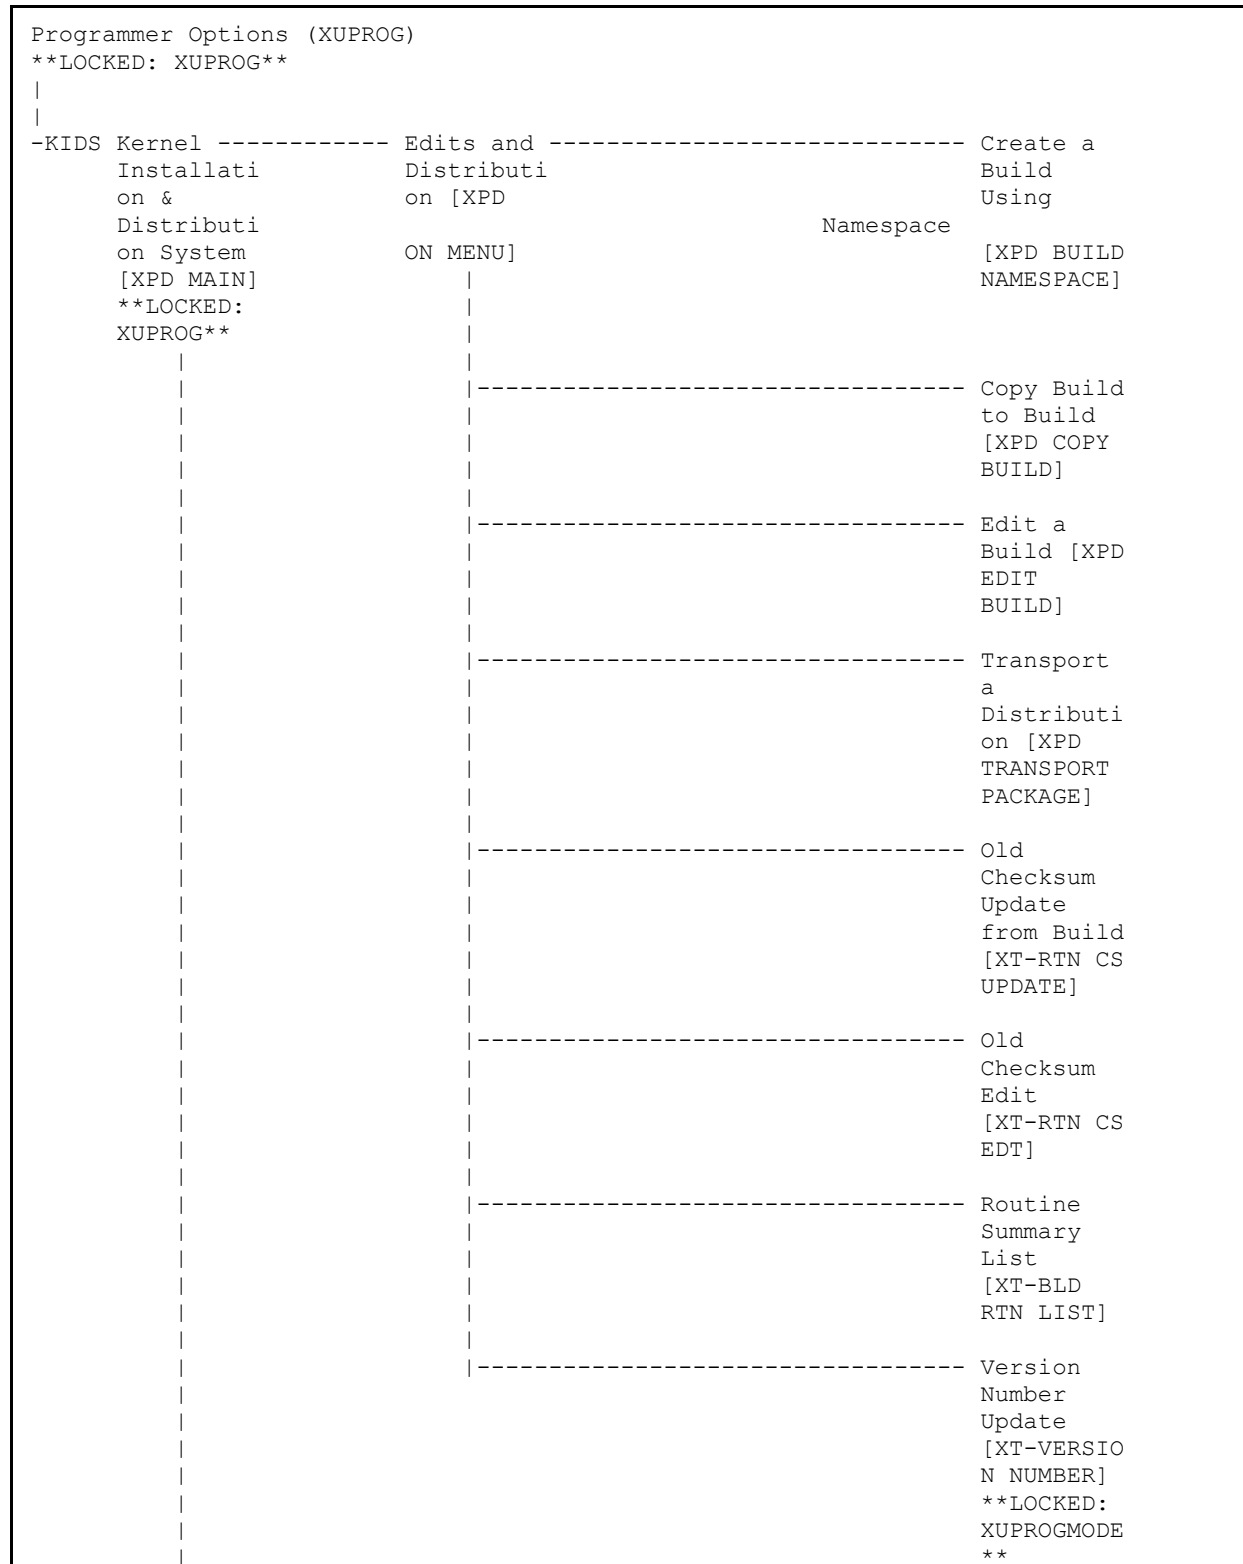 Programmer Options (XUPROG)
**LOCKED: XUPROG**
|
|
-KIDS Kernel ------------ Edits and ----------------------------- Create a
      Installati          Distributi                              Build
      on &                on [XPD                                 Using
      Distributi                                       Namespace
      on System           ON MENU]                                [XPD BUILD
      [XPD MAIN]              |                                   NAMESPACE]
      **LOCKED:               |
      XUPROG**                |
          |                   |
          |                   |---------------------------------- Copy Build
          |                   |                                   to Build
          |                   |                                   [XPD COPY
          |                   |                                   BUILD]
          |                   |
          |                   |---------------------------------- Edit a
          |                   |                                   Build [XPD
          |                   |                                   EDIT
          |                   |                                   BUILD]
          |                   |
          |                   |---------------------------------- Transport
          |                   |                                   a
          |                   |                                   Distributi
          |                   |                                   on [XPD
          |                   |                                   TRANSPORT
          |                   |                                   PACKAGE]
          |                   |
          |                   |---------------------------------- Old
          |                   |                                   Checksum
          |                   |                                   Update
          |                   |                                   from Build
          |                   |                                   [XT-RTN CS
          |                   |                                   UPDATE]
          |                   |
          |                   |---------------------------------- Old
          |                   |                                   Checksum
          |                   |                                   Edit
          |                   |                                   [XT-RTN CS
          |                   |                                   EDT]
          |                   |
          |                   |---------------------------------- Routine
          |                   |                                   Summary
          |                   |                                   List
          |                   |                                   [XT-BLD
          |                   |                                   RTN LIST]
          |                   |
          |                   |---------------------------------- Version
          |                                                       Number
          |                                                       Update
          |                                                       [XT-VERSIO
          |                                                       N NUMBER]
          |                                                       **LOCKED:
          |                                                       XUPROGMODE
          |                                                       **